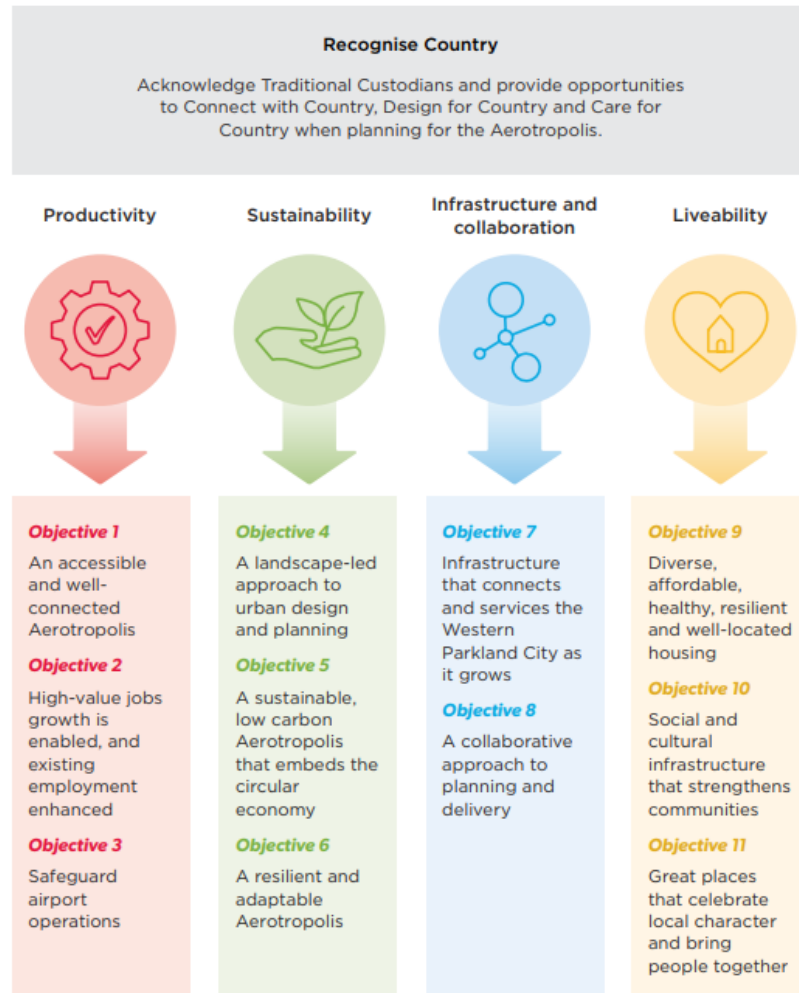 Recognise Country
Acknowledge Traditional Custodians and provide opportunities
to Connect with Country, Design for Country and Care for
Country when planning for the Aerotropolis.
Productivity
Sustainability
Infrastructure and
collaboration
Liveability
Objective 1
An accessible
and well-
connected
Aerotropolis
Objective 2
High-value jobs
growth is
enabled, and
existing
employment
enhanced
Objective 3
Safeguard
airport
operations
Objective 4
A landscape-led
approach to
urban design
and planning
Objective 5
A sustainable,
low carbon
Aerotropolis
that embeds the
circular
economy
Objective 6
A resilient and
adaptable
Aerotropolis
Objective 7
Infrastructure
that connects
and services the
Western
Parkland City as
it grows
Objective 8
A collaborative
approach to
planning and
delivery
Objective 9
Diverse,
affordable,
healthy, resilient
and well-located
housing
Objective 10
Social and
cultural
infrastructure
that strengthens
communities
Objective 11
Great places
that celebrate
local character
and bring
people together